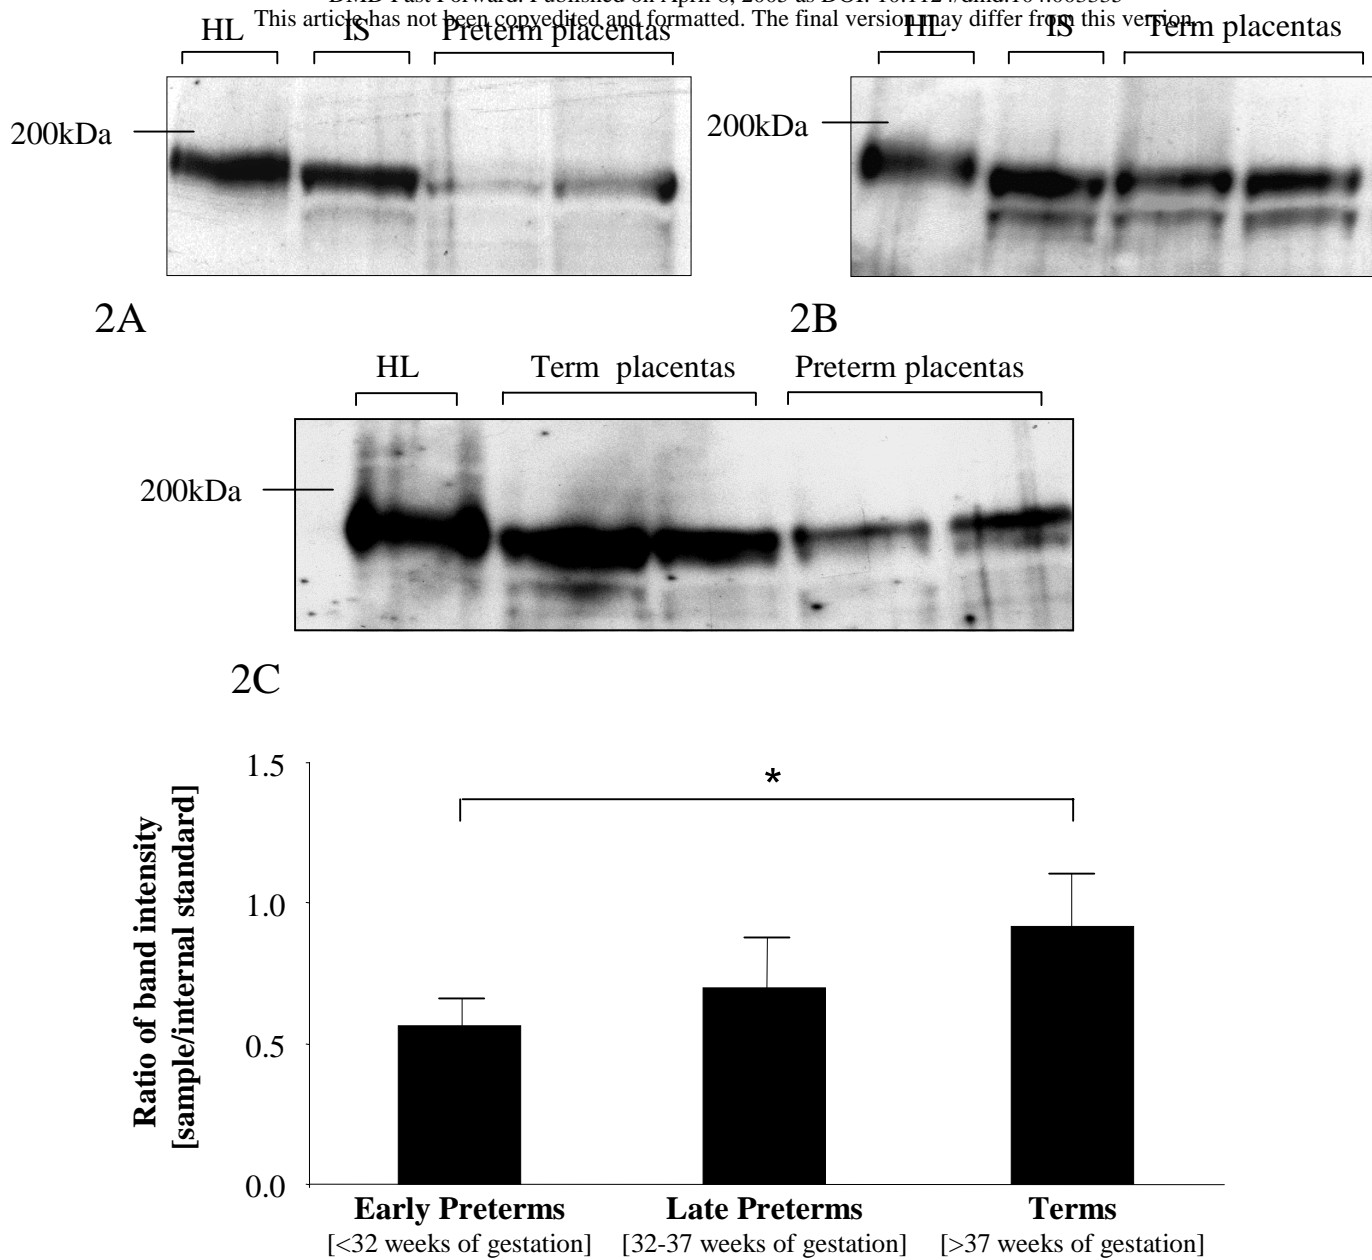 This article has not been copyedited and formatted. The final version may differ from this version.
HL IS Preterm placentas
HL IS Term placentas
200kDa
200kDa
2A
2B
HL Term placentas Preterm placentas
200kDa
2C
Ratio of band intensity
[sample/internal standard]
1.5
*
1.0
0.5
0.0
Early Preterms Late Preterms Terms
[<32 weeks of gestation] [32-37 weeks of gestation] [>37 weeks of gestation]